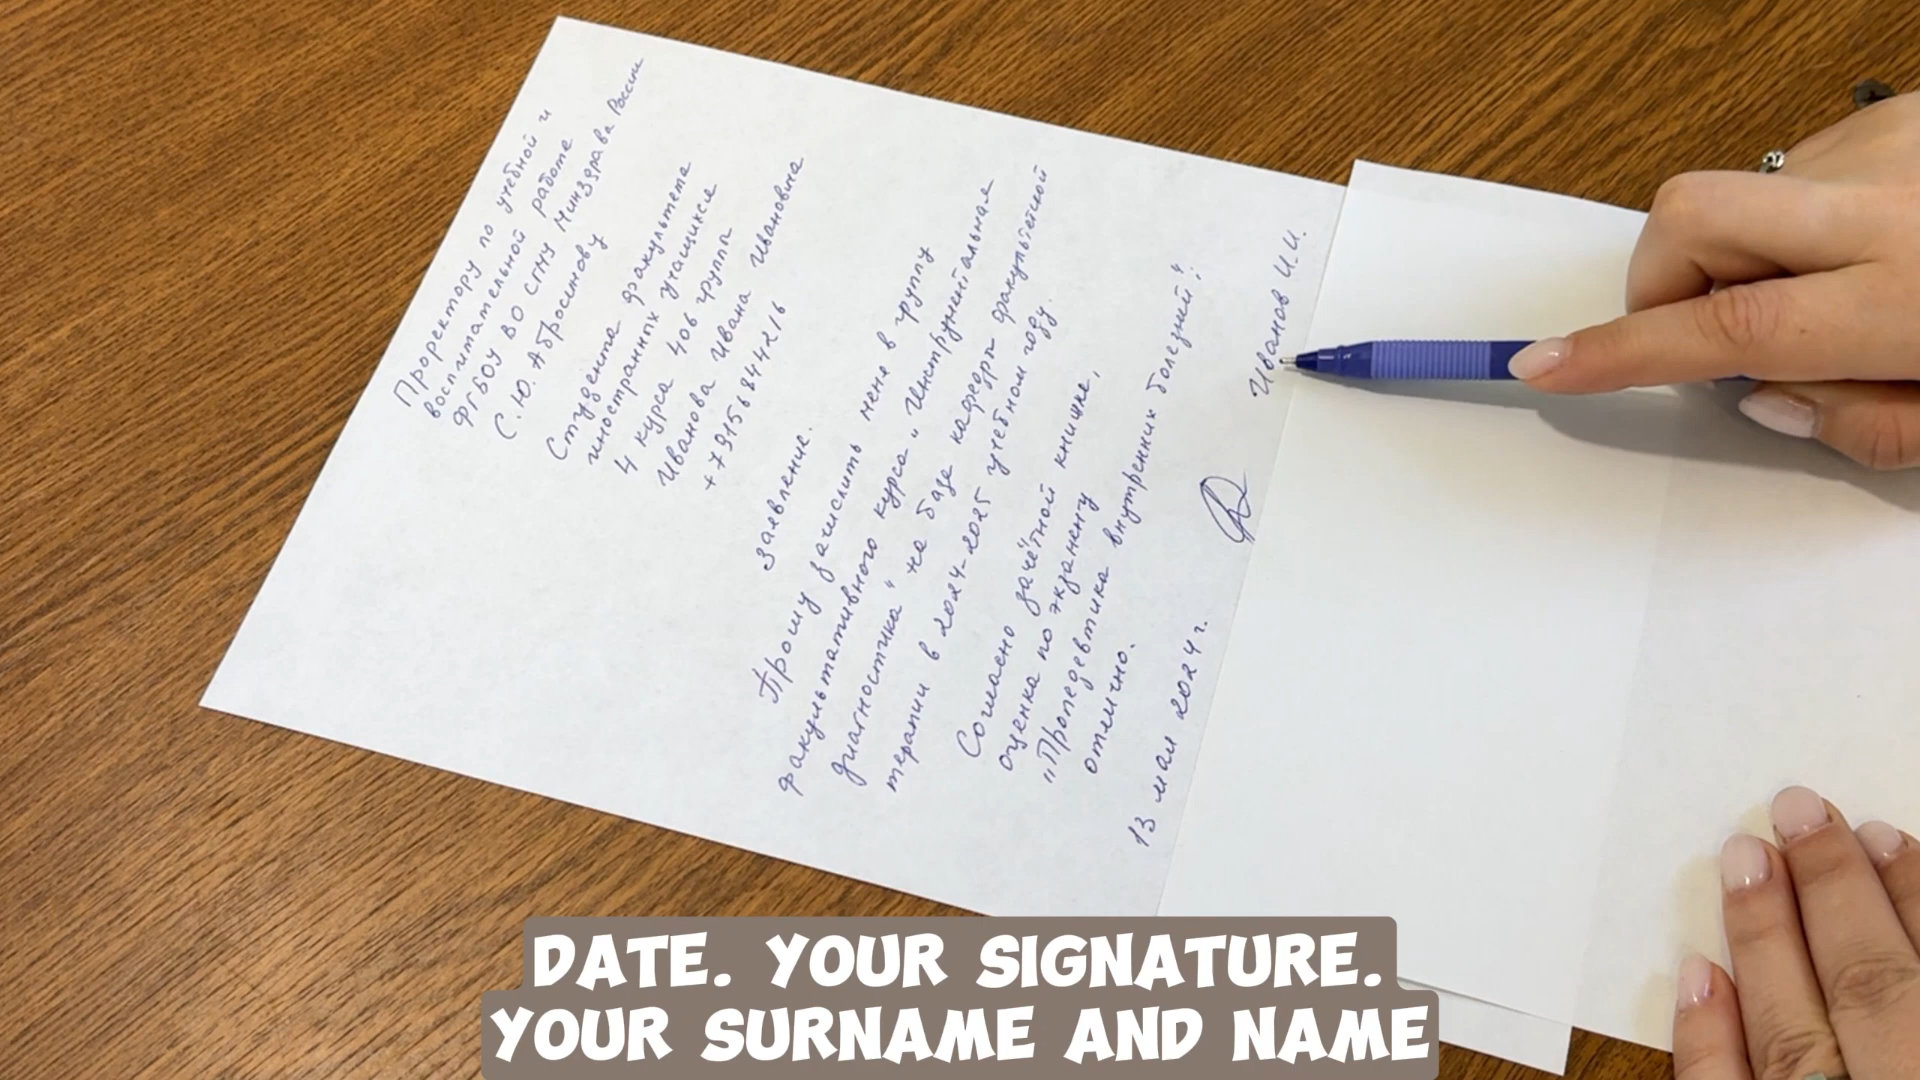 Проректору по учебной и
воспитательной работе
ФГБОУ ВО СГМУ Минздрава России
С.Ю. Абросимову
Студента факультета
иностранных учащихся
4 курса 406 группы
Иванова Ивана Ивановича
+79156844216
Заявление.
Прошу зачислить меня в группу
факультативного курса "Инструментальная
диагностика" на базе кафедры факультетской
терапии в 2024-2025 учебном году.
Согласно зачётной книжке,
оценка по экзамену
"Пропедевтика внутренних болезней":
отлично.
13 мая 2024 г.
Иванов И.И.
DATE. YOUR SIGNATURE.
YOUR SURNAME AND NAME